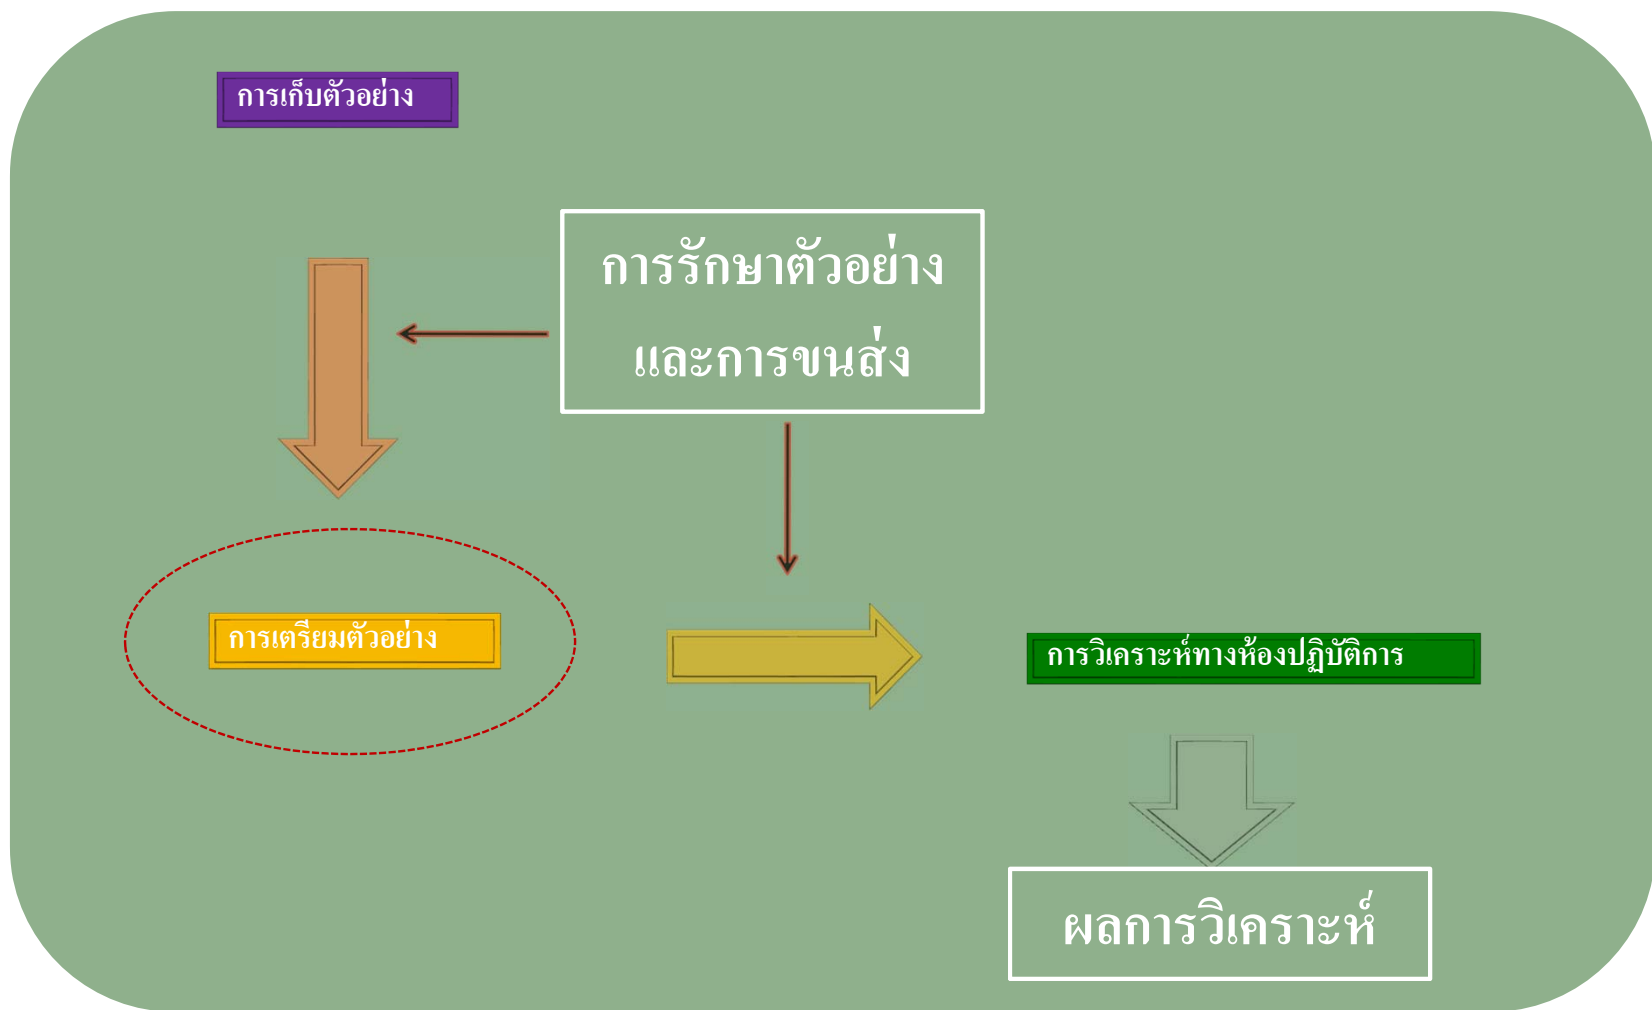 การเก็บตัวอย่าง
การรักษาตัวอย่าง
และการขนส่ง
การเตรียมตัวอย่าง
การวิเคราะห์ทางห้องปฏิบัติการ
ผลการวิเคราะห์